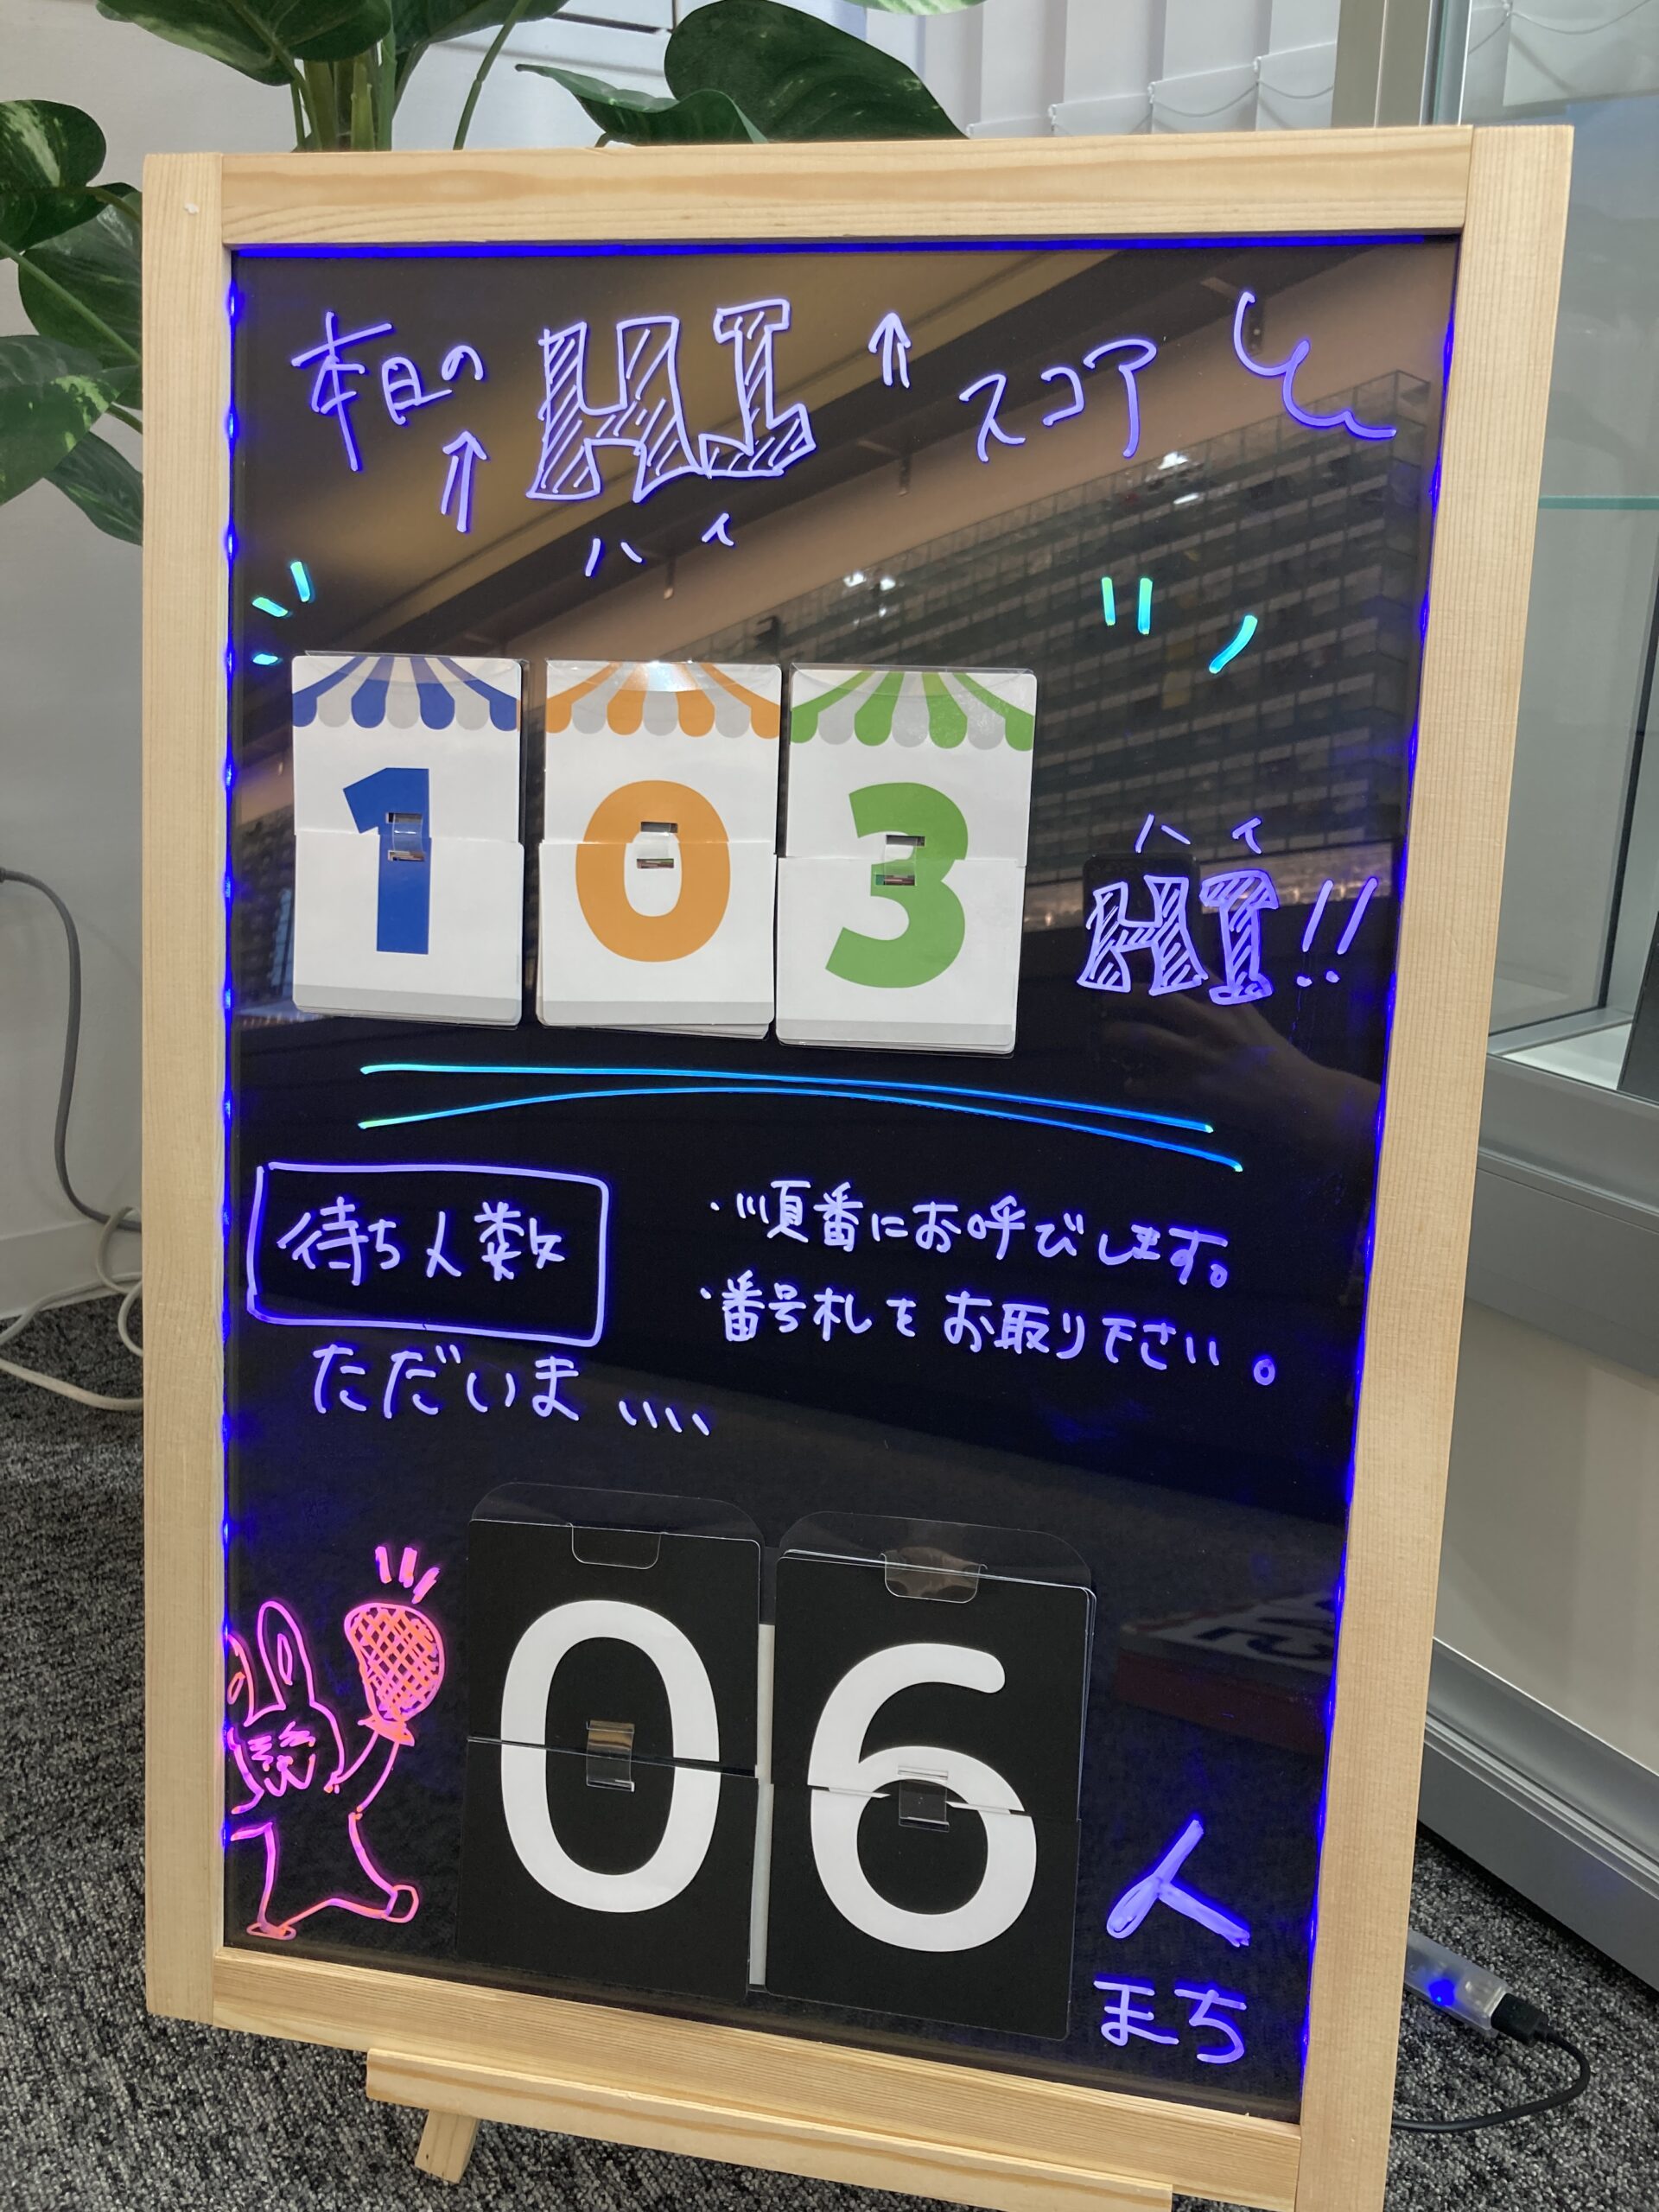 本日の HI スコア
ハイ
103
ハイ
HI!!
待ち人数
・順番にお呼びします。
・番号札をお取り下さい。
ただいま、、、、
06
人
まち